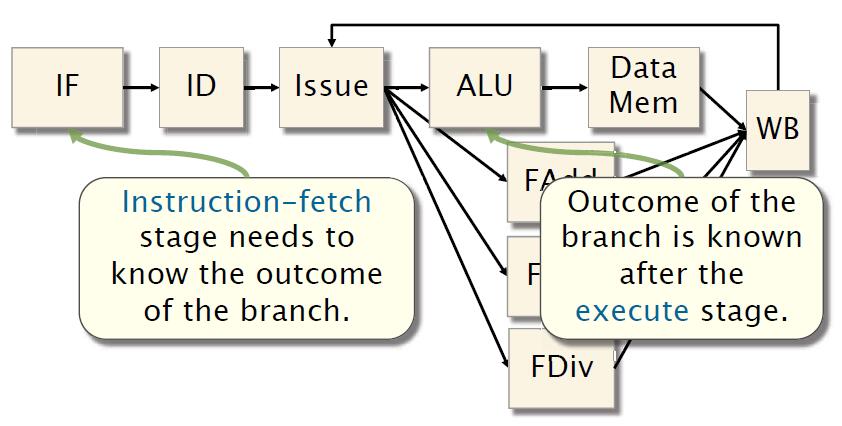 IF
ID
Issue
ALU
Data
Mem
WB
Instruction-fetch
stage needs to
know the outcome
of the branch.
Outcome of the
branch is known
after the
execute stage.
FAdd
F
FDiv